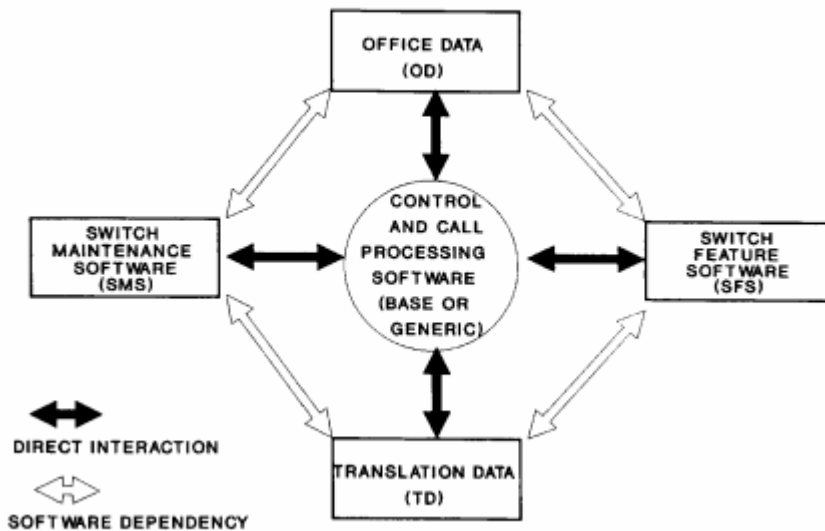 OFFICE DATA
(OD)
CONTROL
AND CALL
PROCESSING
SOFTWARE
(BASE OR
GENERIC)
SWITCH
MAINTENANCE
SOFTWARE
(SMS)
SWITCH
FEATURE
SOFTWARE
(SFS)
DIRECT INTERACTION
TRANSLATION DATA
(TD)
SOFTWARE DEPENDENCY